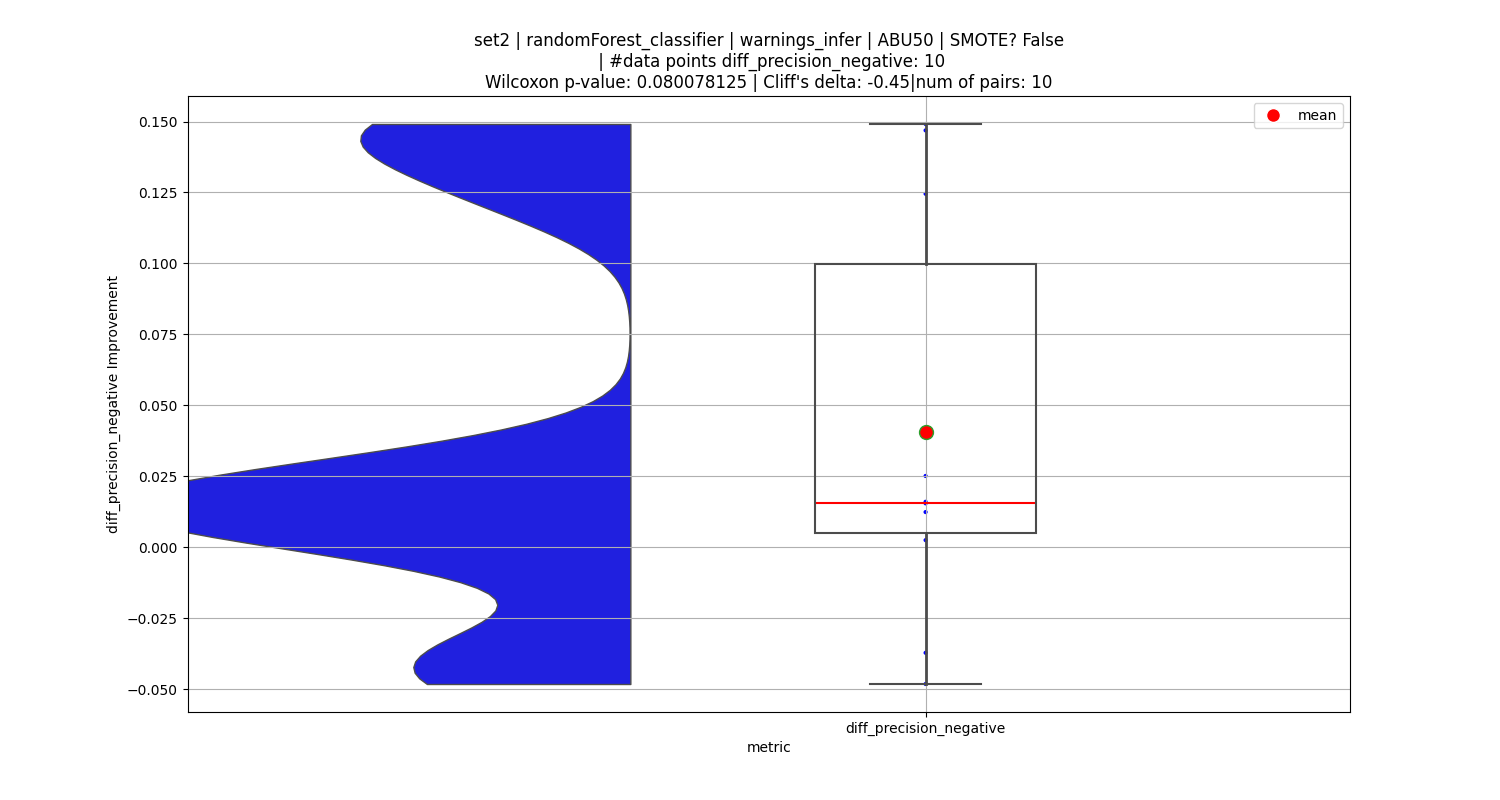 set2 | randomForest_classifier | warnings_infer | ABU50 | SMOTE? False
| #data points diff_precision_negative: 10
Wilcoxon p-value: 0.080078125 | Cliff's delta: -0.45|num of pairs: 10
mean
0.150
0.125
0.100
0.075
0.050
0.025
0.000
−0.025
−0.050
diff_precision_negative Improvement
diff_precision_negative
metric